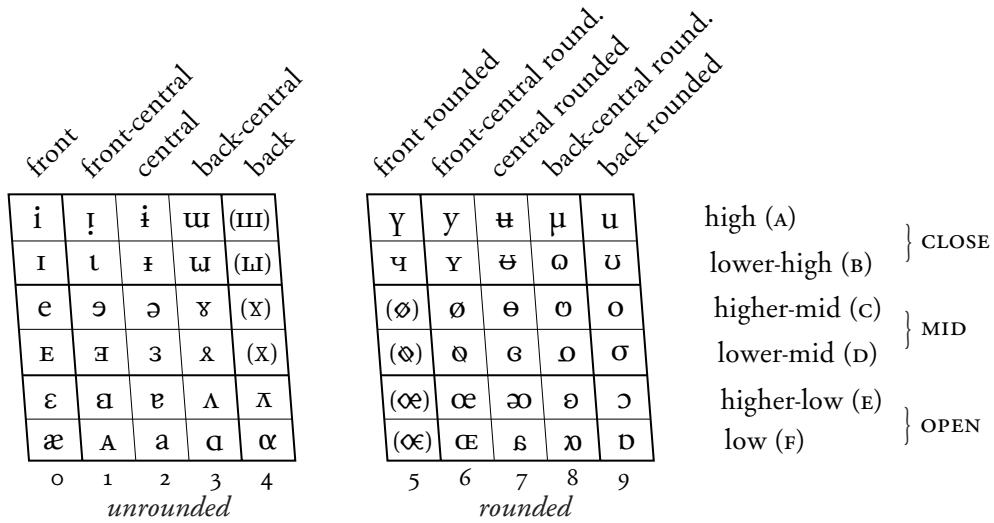 front front-central central back-central back front rounded front-central round. central rounded back-central round. back rounded
i ị ɨ ɯ (ɯ) ɣ y ʉ µ u high (A)
ɪ ɩ ᵻ ɯ ʏ ᵿ ω ʊ lower-high (B)
} CLOSE
e ɘ ə ɤ (X) (ø) ø ɵ o higher-mid (C)
ᴇ ᴲ ɜ (X) ɞ σ lower-mid (D)
} MID
ɛ ɐ ʌ (œ) œ ɔ higher-low (E)
æ ᴀ a ɑ α (Œ) ɶ ɒ low (F)
} OPEN
0 1 2 3 4 5 6 7 8 9
unrounded rounded